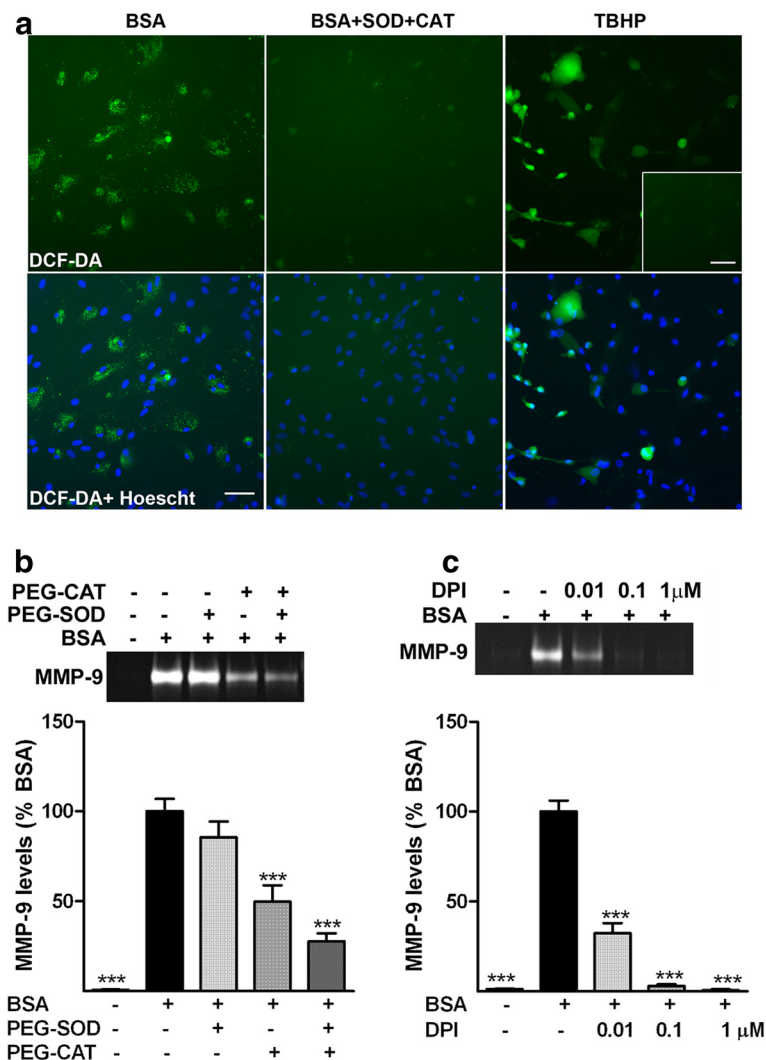 a
BSA BSA+SOD+CAT TBHP
DCF-DA
DCF-DA+ Hoescht
b
PEG-CAT - - - + +
PEG-SOD - - + - +
BSA - + + + +
MMP-9
MMP-9 levels (% BSA)
150
100
50
*** *** ***
BSA - + + + +
PEG-SOD - - + - +
PEG-CAT - - - + +
c
DPI - - 0.01 0.1 1µM
BSA - + + + +
MMP-9
MMP-9 levels (% BSA)
150
100
50
*** *** *** ***
BSA - + + + +
DPI - - 0.01 0.1 1 µM